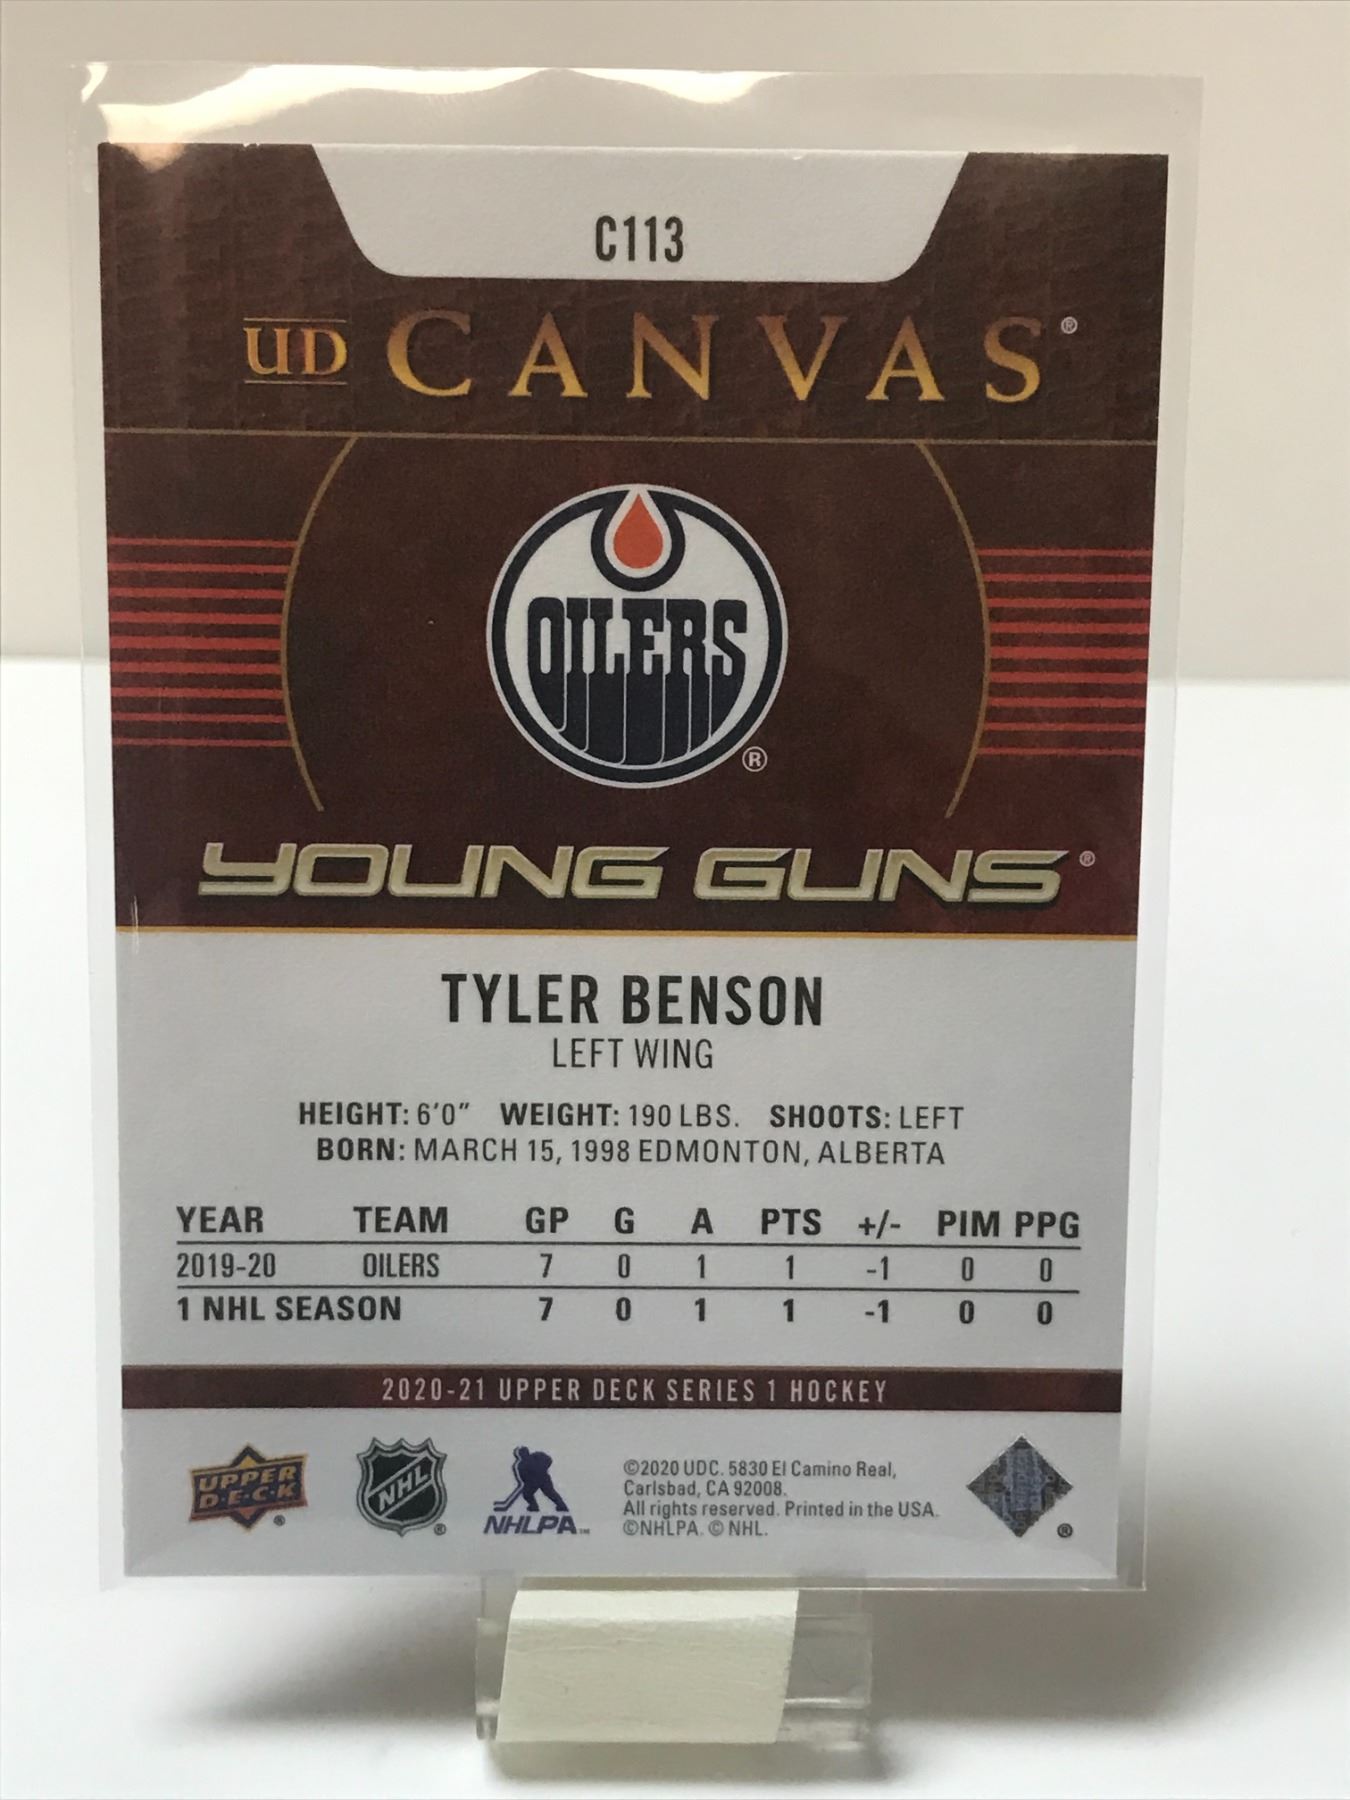 C113
UD CANVAS®
OILERS
®
YOUNG GUNS®
TYLER BENSON
LEFT WING
HEIGHT: 6'0" WEIGHT: 190 LBS. SHOOTS: LEFT
BORN: MARCH 15, 1998 EDMONTON, ALBERTA
YEAR TEAM GP G A PTS +/- PIM PPG
2019-20 OILERS 7 0 1 1 -1 0 0
1 NHL SEASON 7 0 1 1 -1 0 0
2020-21 UPPER DECK SERIES 1 HOCKEY
UPPER
D·E·C·K
®
NHL
®
NHLPA™
©2020 UDC. 5830 El Camino Real,
Carlsbad, CA 92008.
All rights reserved. Printed in the USA.
©NHLPA. © NHL.
®